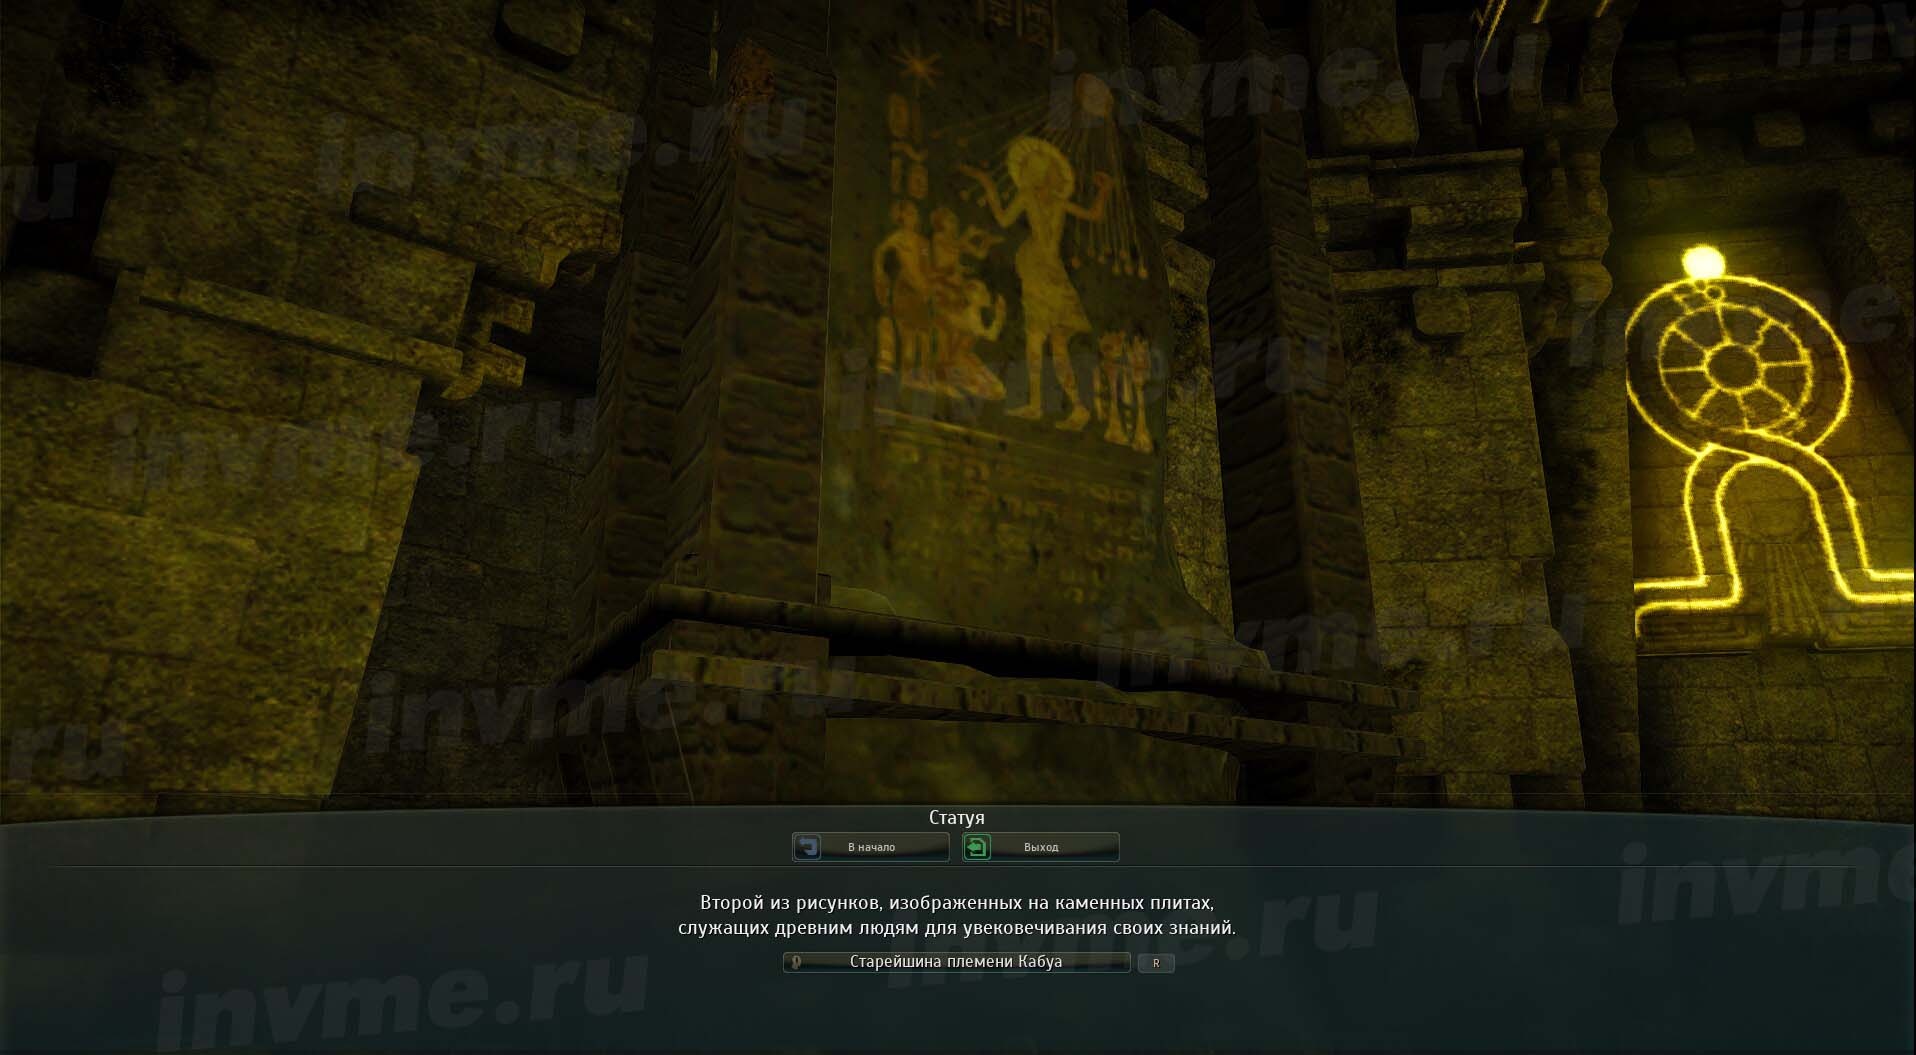 invme.ru
Статуя
В начало
Выход
Второй из рисунков, изображенных на каменных плитах,
служащих древним людям для увековечивания своих знаний.
Старейшина племени Кабуа
R